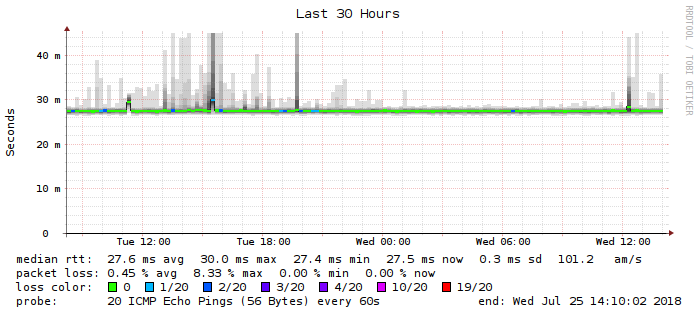 Last 30 Hours
RRDTOOL / TOBI OETIKER
Seconds
40 m
30 m
20 m
10 m
0
Tue 12:00 Tue 18:00 Wed 00:00 Wed 06:00 Wed 12:00
median rtt: 27.6 ms avg 30.0 ms max 27.4 ms min 27.5 ms now 0.3 ms sd 101.2 am/s
packet loss: 0.45 % avg 8.33 % max 0.00 % min 0.00 % now
loss color: 0 1/20 2/20 3/20 4/20 10/20 19/20
probe: 20 ICMP Echo Pings (56 Bytes) every 60s end: Wed Jul 25 14:10:02 2018